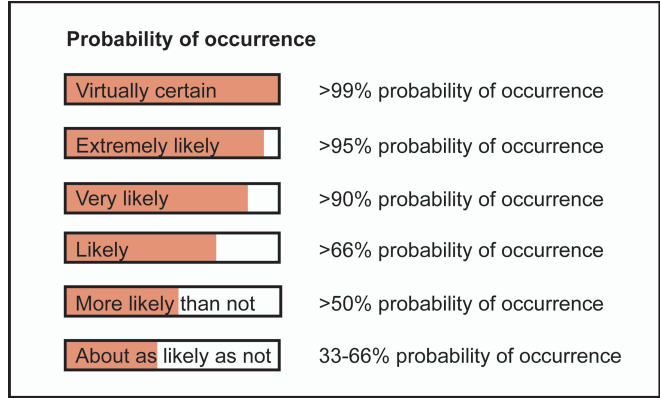 Probability of occurrence
Virtually certain >99% probability of occurrence
Extremely likely >95% probability of occurrence
Very likely >90% probability of occurrence
Likely >66% probability of occurrence
More likely than not >50% probability of occurrence
About as likely as not 33-66% probability of occurrence